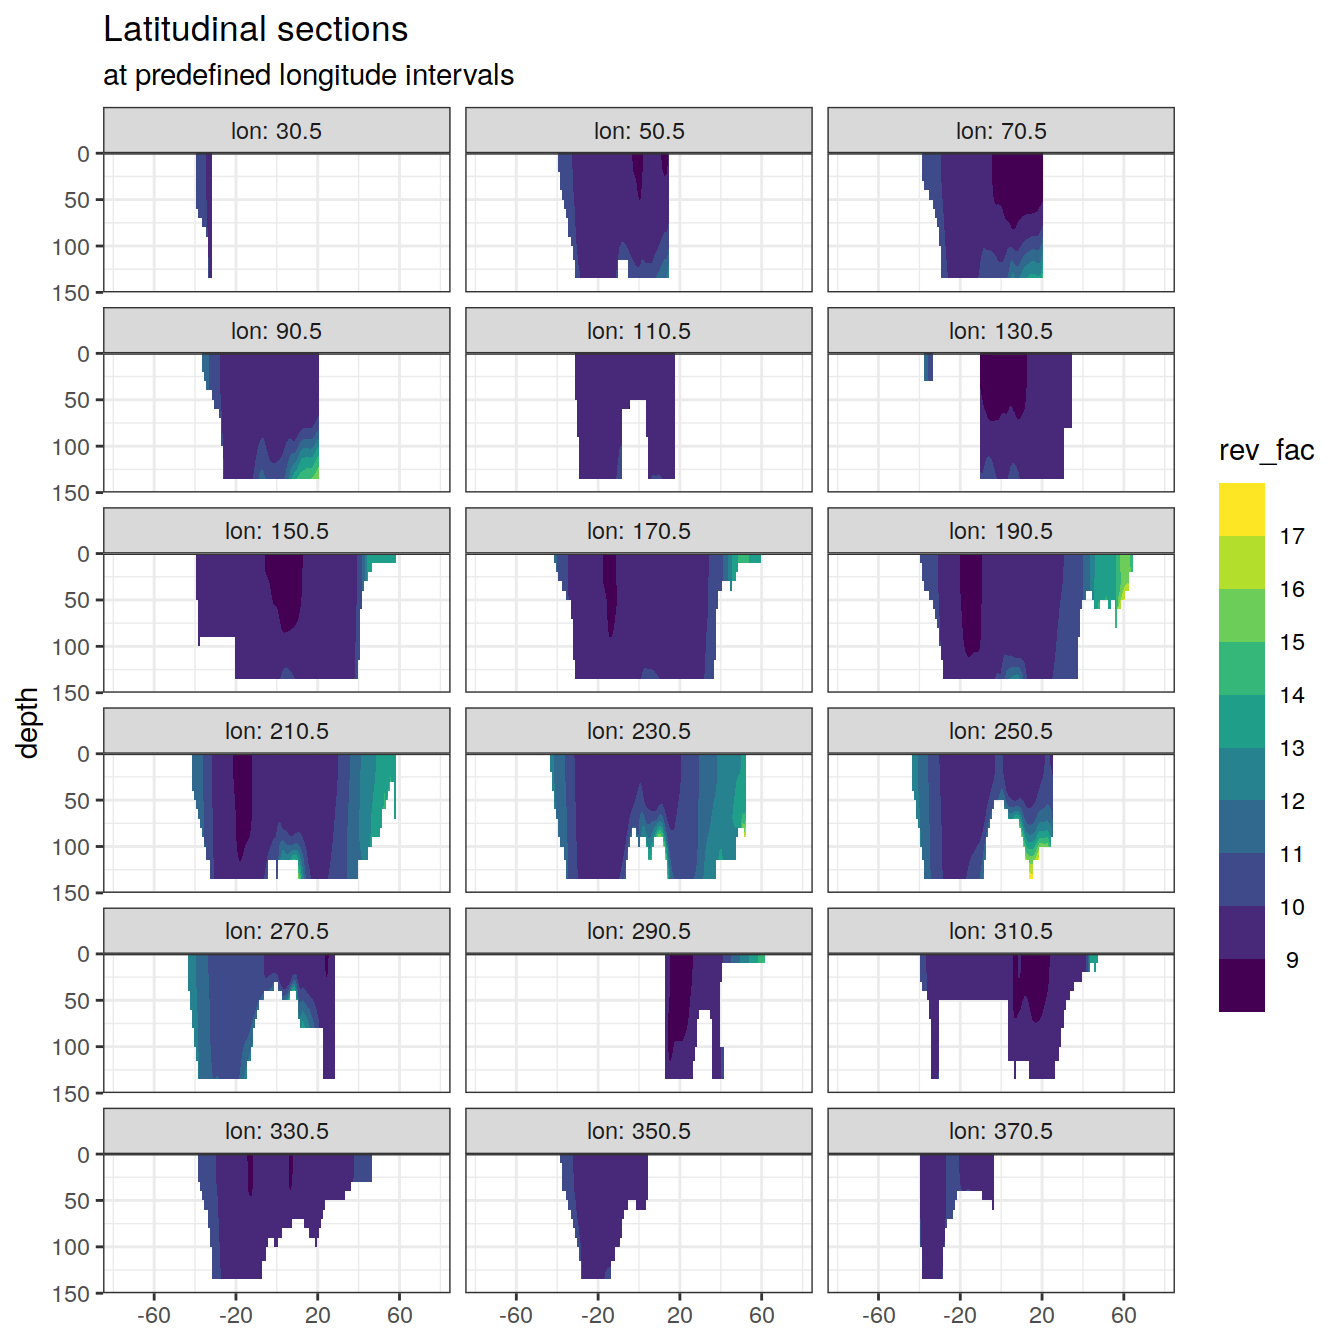 Latitudinal sections
at predefined longitude intervals
lon: 30.5
lon: 50.5
lon: 70.5
0
50
100
150
lon: 90.5
lon: 110.5
lon: 130.5
0
50
100
150
lon: 150.5
lon: 170.5
lon: 190.5
0
50
100
150
lon: 210.5
lon: 230.5
lon: 250.5
0
50
100
150
lon: 270.5
lon: 290.5
lon: 310.5
0
50
100
150
lon: 330.5
lon: 350.5
lon: 370.5
0
50
100
150
-60 -20 20 60
-60 -20 20 60
-60 -20 20 60
depth
rev_fac
17
16
15
14
13
12
11
10
9